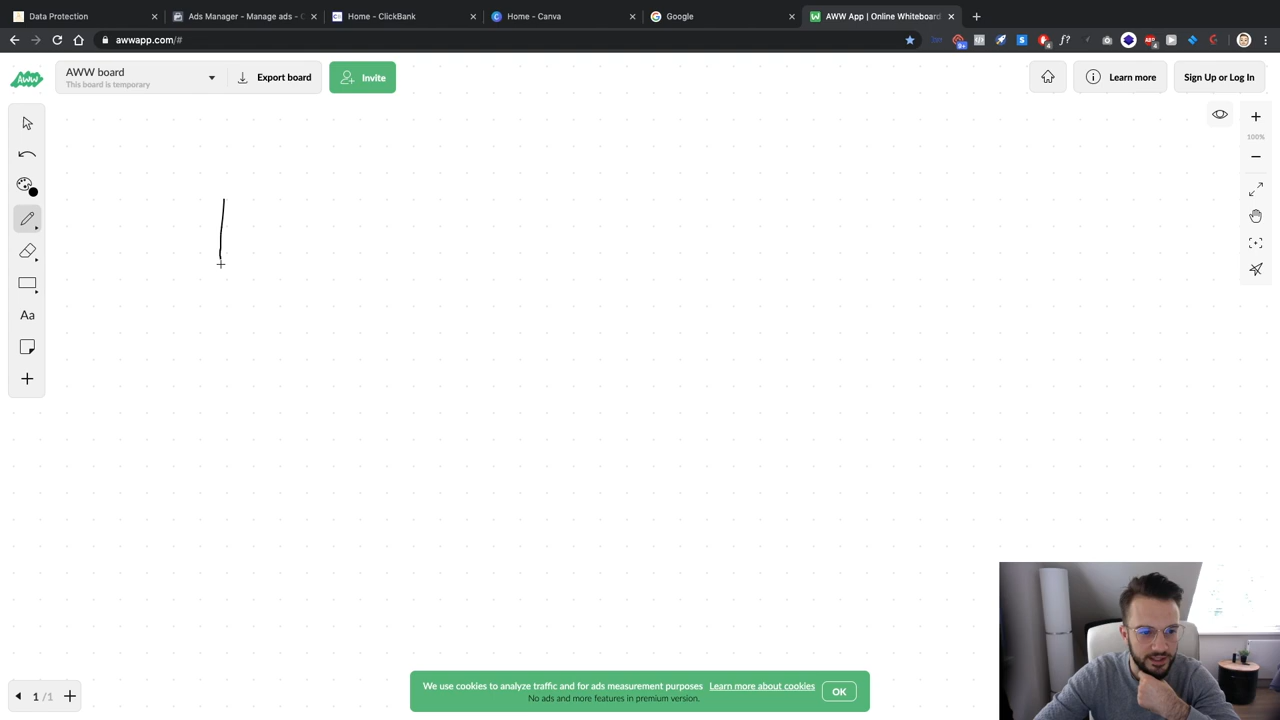 Data Protection
Ads Manager - Manage ads - C
Home - ClickBank
Home - Canva
Google
AWW App | Online Whiteboard
awwapp.com/#
AWW
AWW board
This board is temporary
Export board
Invite
Learn more
Sign Up or Log In
100%
Aa
1 / 1
We use cookies to analyze traffic and for ads measurement purposes Learn more about cookies
No ads and more features in premium version.
OK